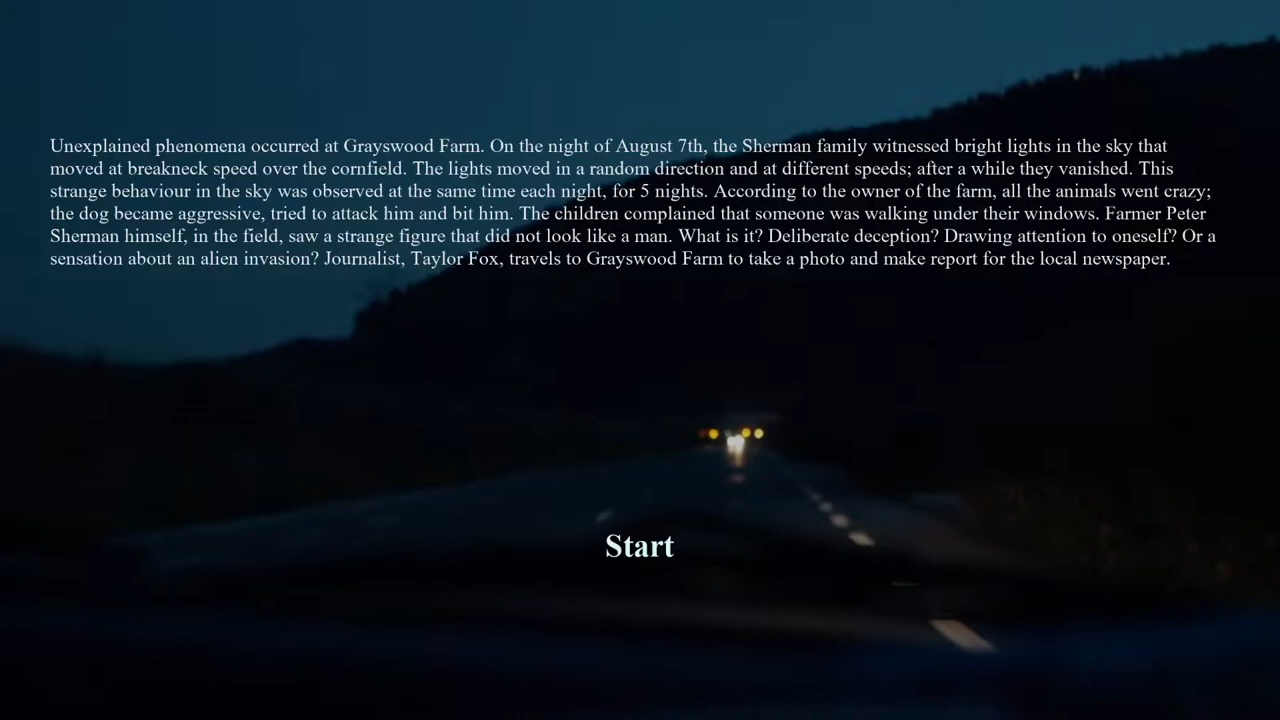 Unexplained phenomena occurred at Grayswood Farm. On the night of August 7th, the Sherman family witnessed bright lights in the sky that
moved at breakneck speed over the cornfield. The lights moved in a random direction and at different speeds; after a while they vanished. This
strange behaviour in the sky was observed at the same time each night, for 5 nights. According to the owner of the farm, all the animals went crazy;
the dog became aggressive, tried to attack him and bit him. The children complained that someone was walking under their windows. Farmer Peter
Sherman himself, in the field, saw a strange figure that did not look like a man. What is it? Deliberate deception? Drawing attention to oneself? Or a
sensation about an alien invasion? Journalist, Taylor Fox, travels to Grayswood Farm to take a photo and make report for the local newspaper.
Start